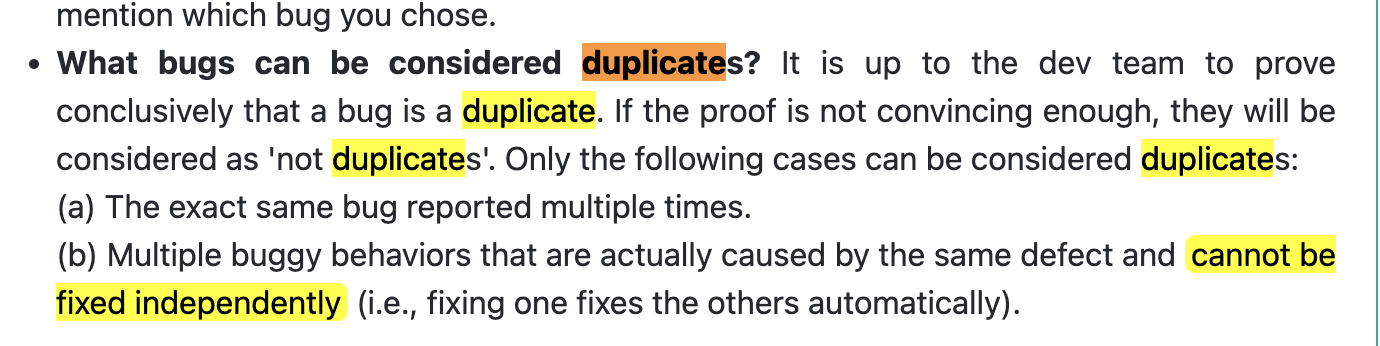 mention which bug you chose.
• What bugs can be considered duplicates? It is up to the dev team to prove
conclusively that a bug is a duplicate. If the proof is not convincing enough, they will be
considered as 'not duplicates'. Only the following cases can be considered duplicates:
(a) The exact same bug reported multiple times.
(b) Multiple buggy behaviors that are actually caused by the same defect and cannot be
fixed independently (i.e., fixing one fixes the others automatically).